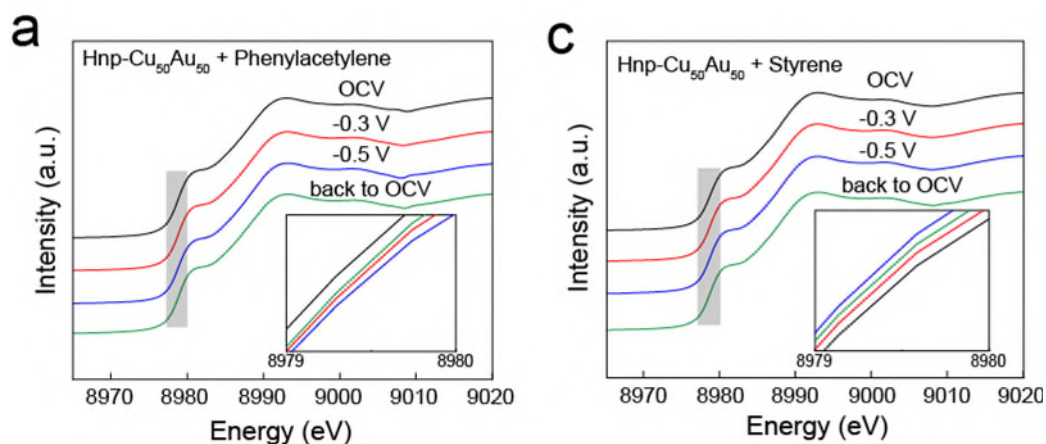 a
Hnp-Cu₅₀Au₅₀ + Phenylacetylene
OCV
-0.3 V
-0.5 V
back to OCV
8979 8980
Intensity (a.u.)
8970 8980 8990 9000 9010 9020
Energy (eV)
c
Hnp-Cu₅₀Au₅₀ + Styrene
OCV
-0.3 V
-0.5 V
back to OCV
8979 8980
Intensity (a.u.)
8970 8980 8990 9000 9010 9020
Energy (eV)